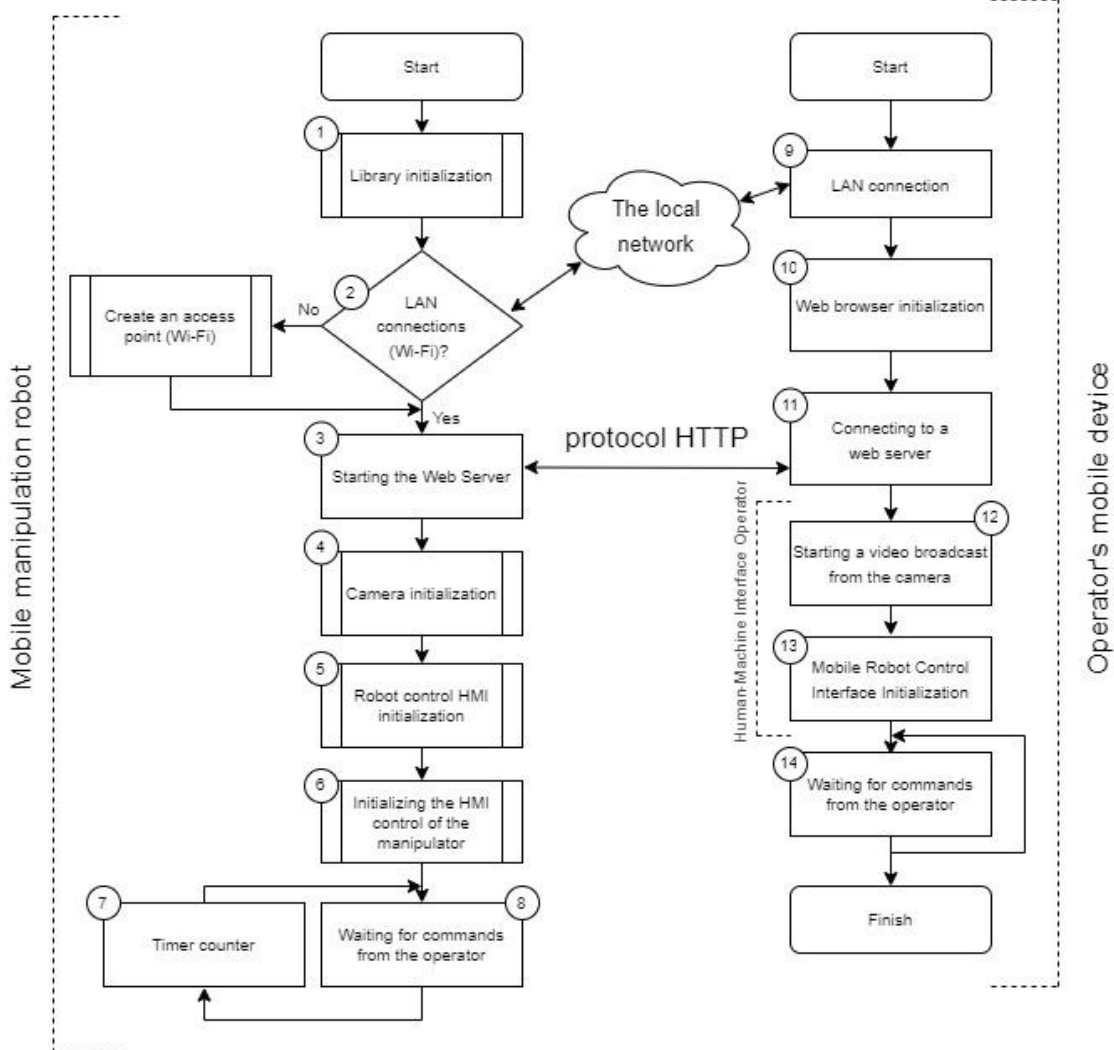 Mobile manipulation robot
Start
1
Library initialization
2
LAN
connections
(Wi-Fi)?
No
Create an access
point (Wi-Fi)
Yes
3
Starting the Web Server
4
Camera initialization
5
Robot control HMI
initialization
6
Initializing the HMI
control of the
manipulator
7
Timer counter
8
Waiting for commands
from the operator
The local
network
protocol HTTP
Start
9
LAN connection
10
Web browser initialization
11
Connecting to a
web server
Human-Machine Interface Operator
12
Starting a video broadcast
from the camera
13
Mobile Robot Control
Interface Initialization
14
Waiting for commands
from the operator
Finish
Operator's mobile device